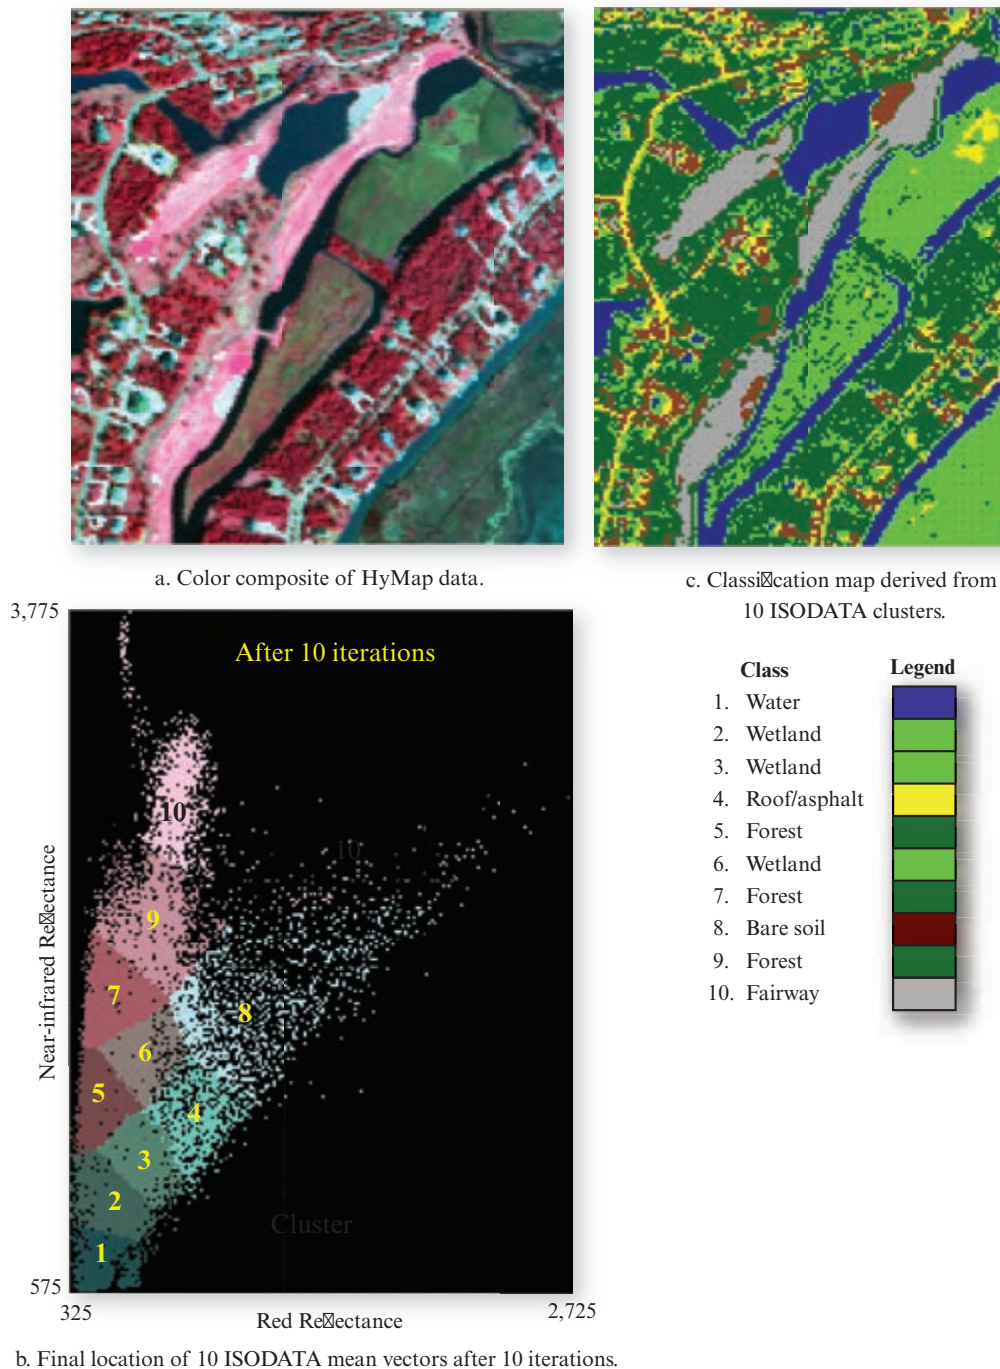 a. Color composite of HyMap data.
c. Classi�cation map derived from
10 ISODATA clusters.
3,775
After 10 iterations
10
10
9
7
8
6
5
4
3
2
Cluster
1
575
325
2,725
Near-infrared Re�ectance
Red Re�ectance
b. Final location of 10 ISODATA mean vectors after 10 iterations.
Class Legend
1. Water
2. Wetland
3. Wetland
4. Roof/asphalt
5. Forest
6. Wetland
7. Forest
8. Bare soil
9. Forest
10. Fairway